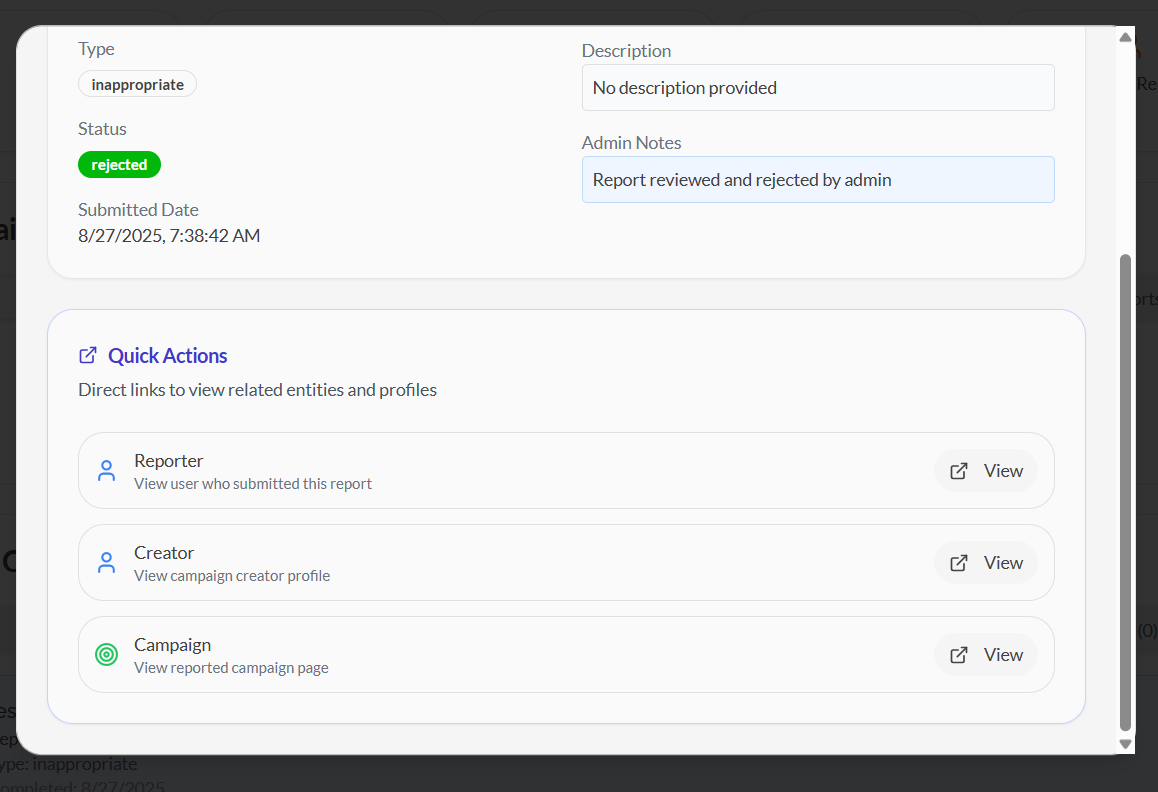 Type
inappropriate
Status
rejected
Submitted Date
8/27/2025, 7:38:42 AM
Description
No description provided
Admin Notes
Report reviewed and rejected by admin
Quick Actions
Direct links to view related entities and profiles
Reporter
View user who submitted this report
View
Creator
View campaign creator profile
View
Campaign
View reported campaign page
View
Re
ai
orts
(0)
es
ep
ype: inappropriate
ompleted: 8/27/2025